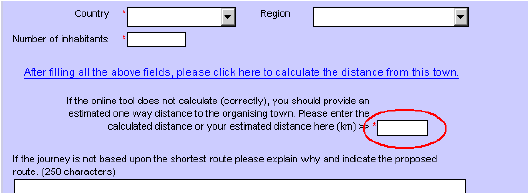 Country * Region
Number of inhabitants *
After filling all the above fields, please click here to calculate the distance from this town.
If the online tool does not calculate (correctly), you should provide an
estimated one way distance to the organising town. Please enter the
calculated distance or your estimated distance here (km) >> *
If the journey is not based upon the shortest route please explain why and indicate the proposed
route. (250 characters)